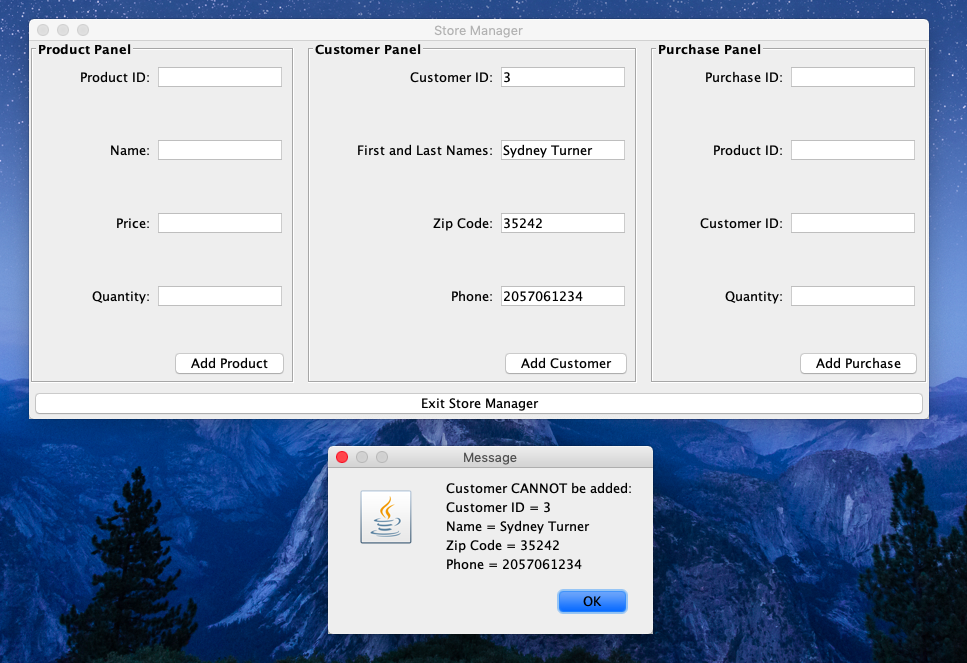 Store Manager
Product Panel
Product ID:
Name:
Price:
Quantity:
Add Product
Customer Panel
Customer ID: 3
First and Last Names: Sydney Turner
Zip Code: 35242
Phone: 2057061234
Add Customer
Purchase Panel
Purchase ID:
Product ID:
Customer ID:
Quantity:
Add Purchase
Exit Store Manager
Message
Customer CANNOT be added:
Customer ID = 3
Name = Sydney Turner
Zip Code = 35242
Phone = 2057061234
OK